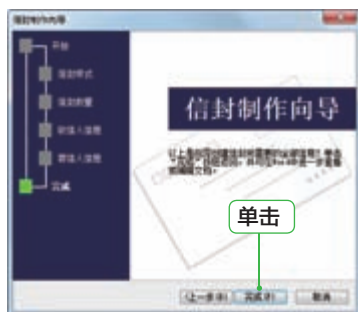 信封制作向导
开始
信封样式
信封数量
收信人信息
寄信人信息
完成
信封制作向导
单击
<上一步(B)
完成(F)
取消